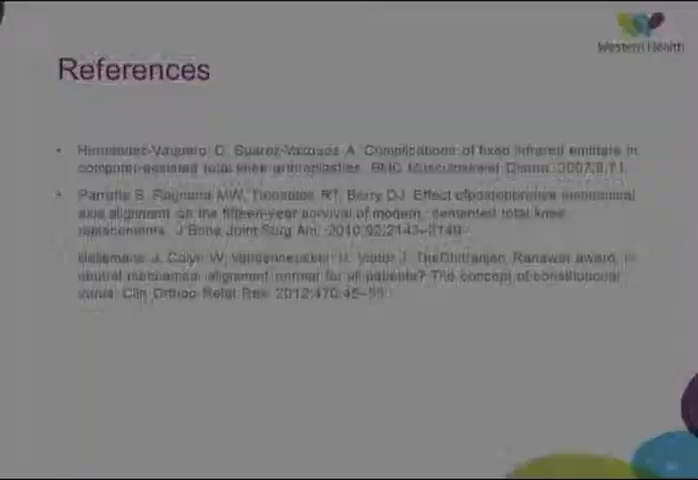 Western Health
References
Hernandez-Vaquero D, Suarez-Vazquez A. Complications of fixed infrared emitters in
computer-assisted total knee arthroplasties. BMC Musculoskelet Disord. 2007;8:71.
Parratte S, Pagnano MW, Trousdale RT, Berry DJ. Effect of postoperative mechanical
axis alignment on the fifteen-year survival of modern, cemented total knee
replacements. J Bone Joint Surg Am. 2010;92:2143–2149
Bellemans J, Colyn W, Vandenneucker H, Victor J. The Chitranjan Ranawat award: is
neutral mechanical alignment normal for all patients? The concept of constitutional
varus. Clin Orthop Relat Res. 2012;470:45–53